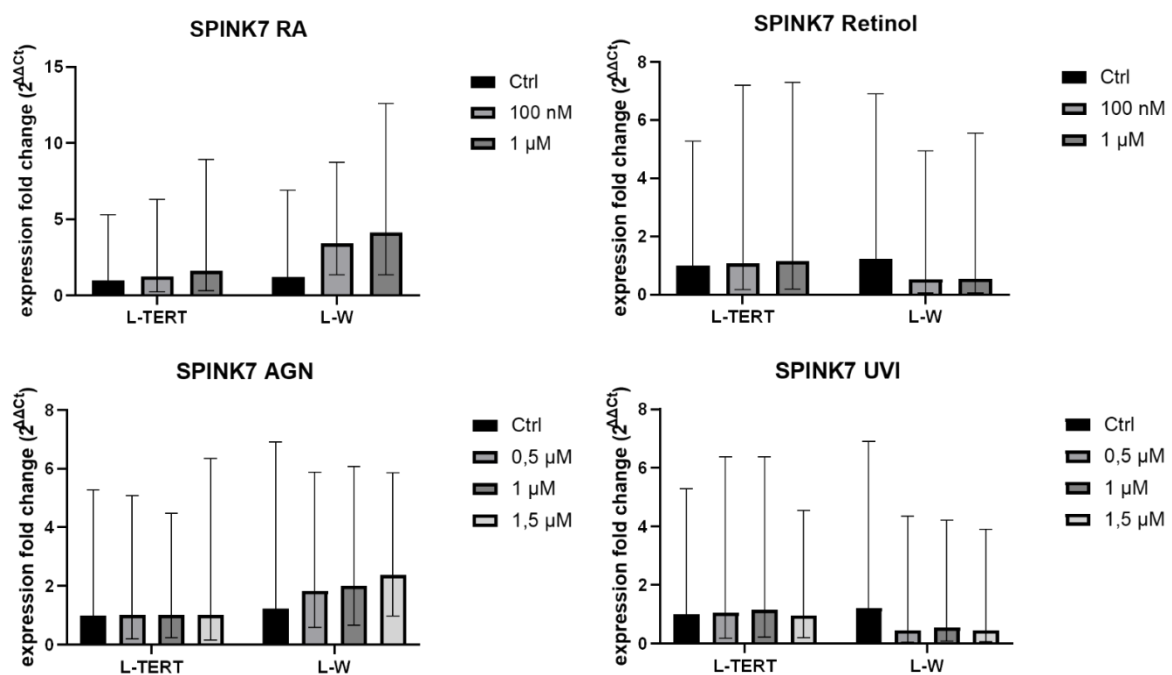 SPINK7 RA
expression fold change (2^ΔΔCt)
15
10
5
0
L-TERT
L-W
Ctrl
100 nM
1 µM
SPINK7 Retinol
expression fold change (2^ΔΔCt)
8
6
4
2
0
L-TERT
L-W
Ctrl
100 nM
1 µM
SPINK7 AGN
expression fold change (2^ΔΔCt)
8
6
4
2
0
L-TERT
L-W
Ctrl
0,5 µM
1 µM
1,5 µM
SPINK7 UVI
expression fold change (2^ΔΔCt)
8
6
4
2
0
L-TERT
L-W
Ctrl
0,5 µM
1 µM
1,5 µM